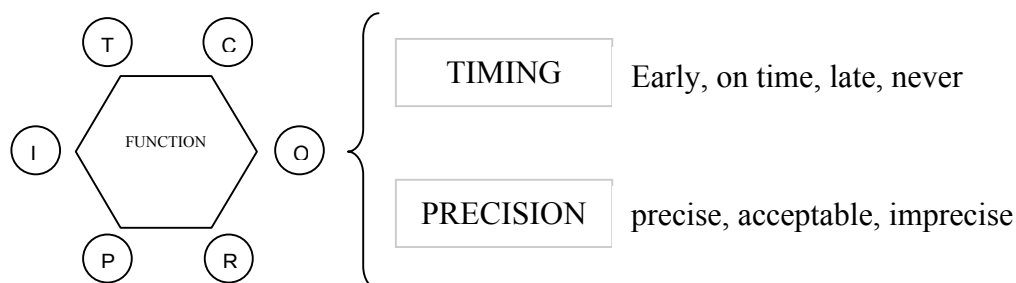 T C
TIMING Early, on time, late, never
FUNCTION
I O
PRECISION precise, acceptable, imprecise
P R